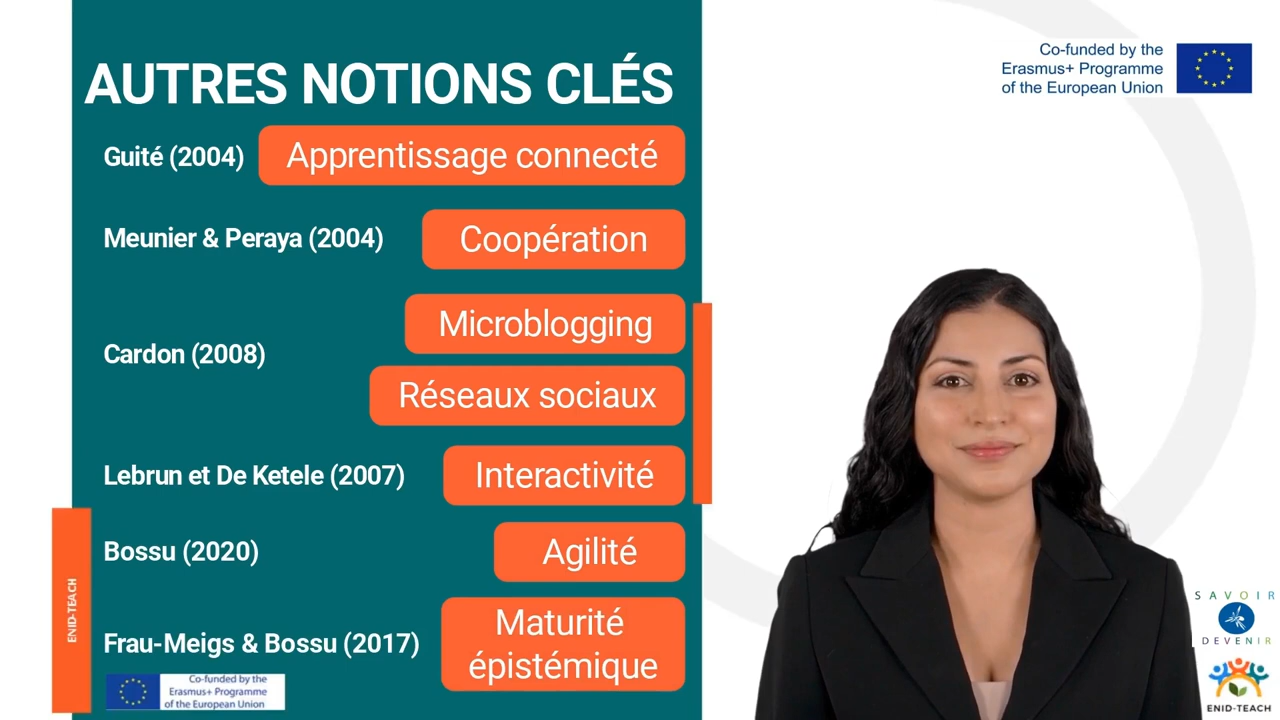 AUTRES NOTIONS CLÉS
Guité (2004)
Apprentissage connecté
Meunier & Peraya (2004)
Coopération
Cardon (2008)
Microblogging
Réseaux sociaux
Lebrun et De Ketele (2007)
Interactivité
Bossu (2020)
Agilité
Frau-Meigs & Bossu (2017)
Maturité
épistémique
ENID-TEACH
Co-funded by the
Erasmus+ Programme
of the European Union
Co-funded by the
Erasmus+ Programme
of the European Union
SAVOIR
DEVENIR
ENID-TEACH